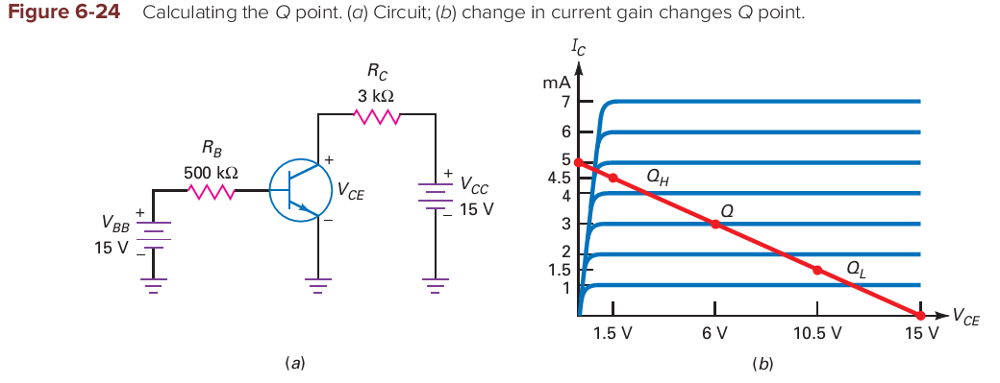 Figure 6-24 Calculating the Q point. (a) Circuit; (b) change in current gain changes Q point.
R_C
3 kΩ
R_B
500 kΩ
+
V_CE
–
V_BB
+
15 V
–
+
V_CC
15 V
–
(a)
I_C
mA
7
6
5
4.5
4
3
2
1.5
1
Q_H
Q
Q_L
1.5 V
6 V
10.5 V
15 V
V_CE
(b)